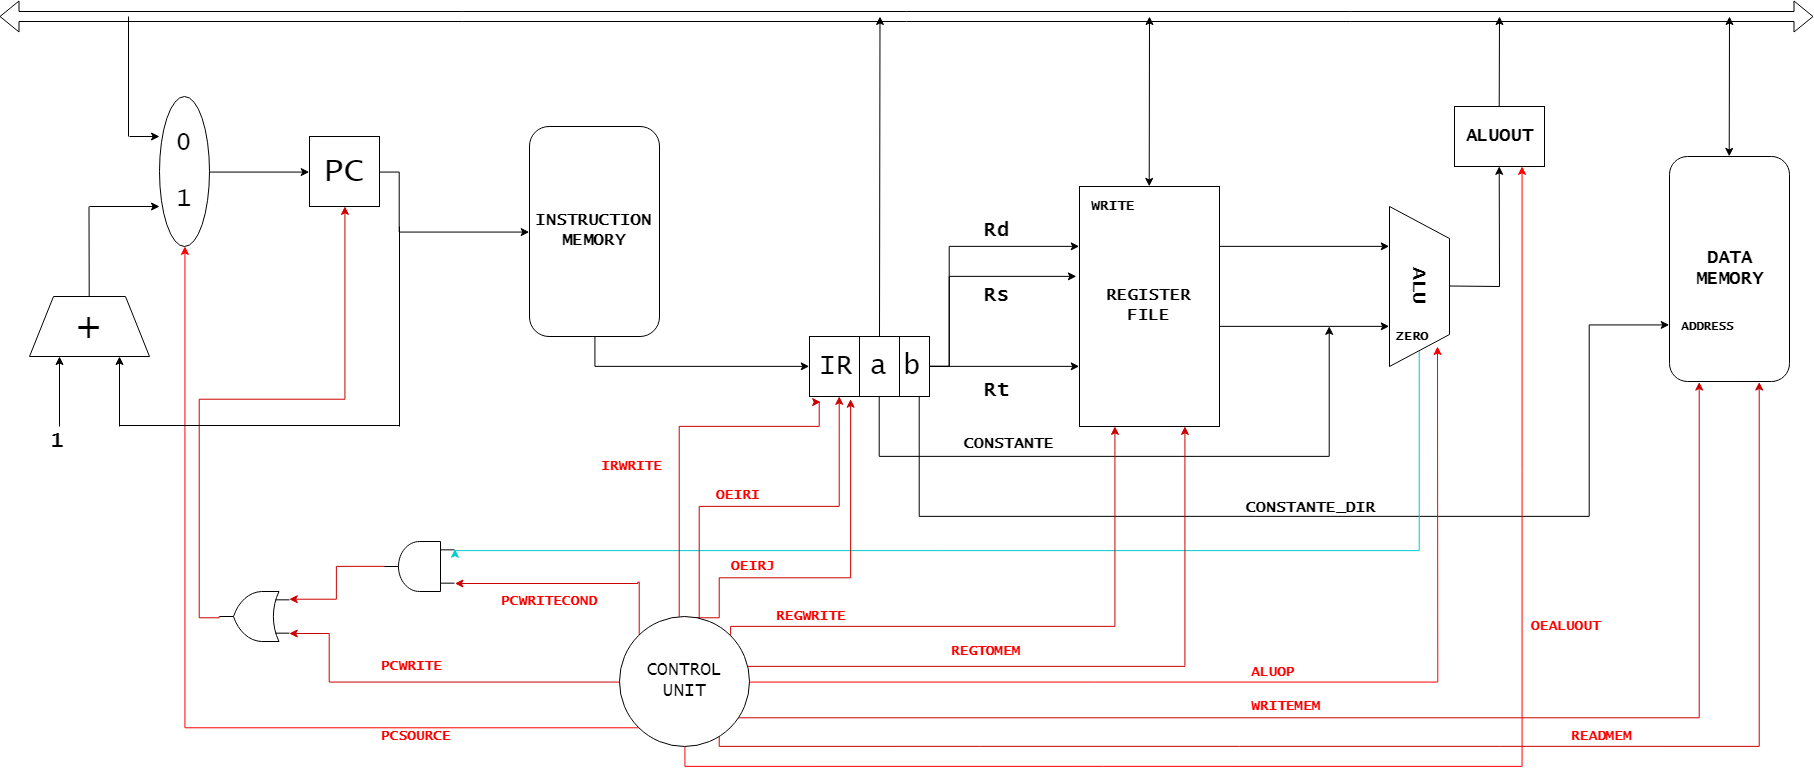 0
1
PC
ALUOUT
INSTRUCTION
MEMORY
WRITE
Rd
Rs
Rt
REGISTER
FILE
ALU
ZERO
DATA
MEMORY
ADDRESS
+
1
IR a b
CONSTANTE
IRWRITE
OEIRI
CONSTANTE_DIR
OEIRJ
PCWRITECOND
REGWRITE
OEALUOUT
REGTOMEM
PCWRITE
CONTROL
UNIT
ALUOP
WRITEMEM
PCSOURCE
READMEM